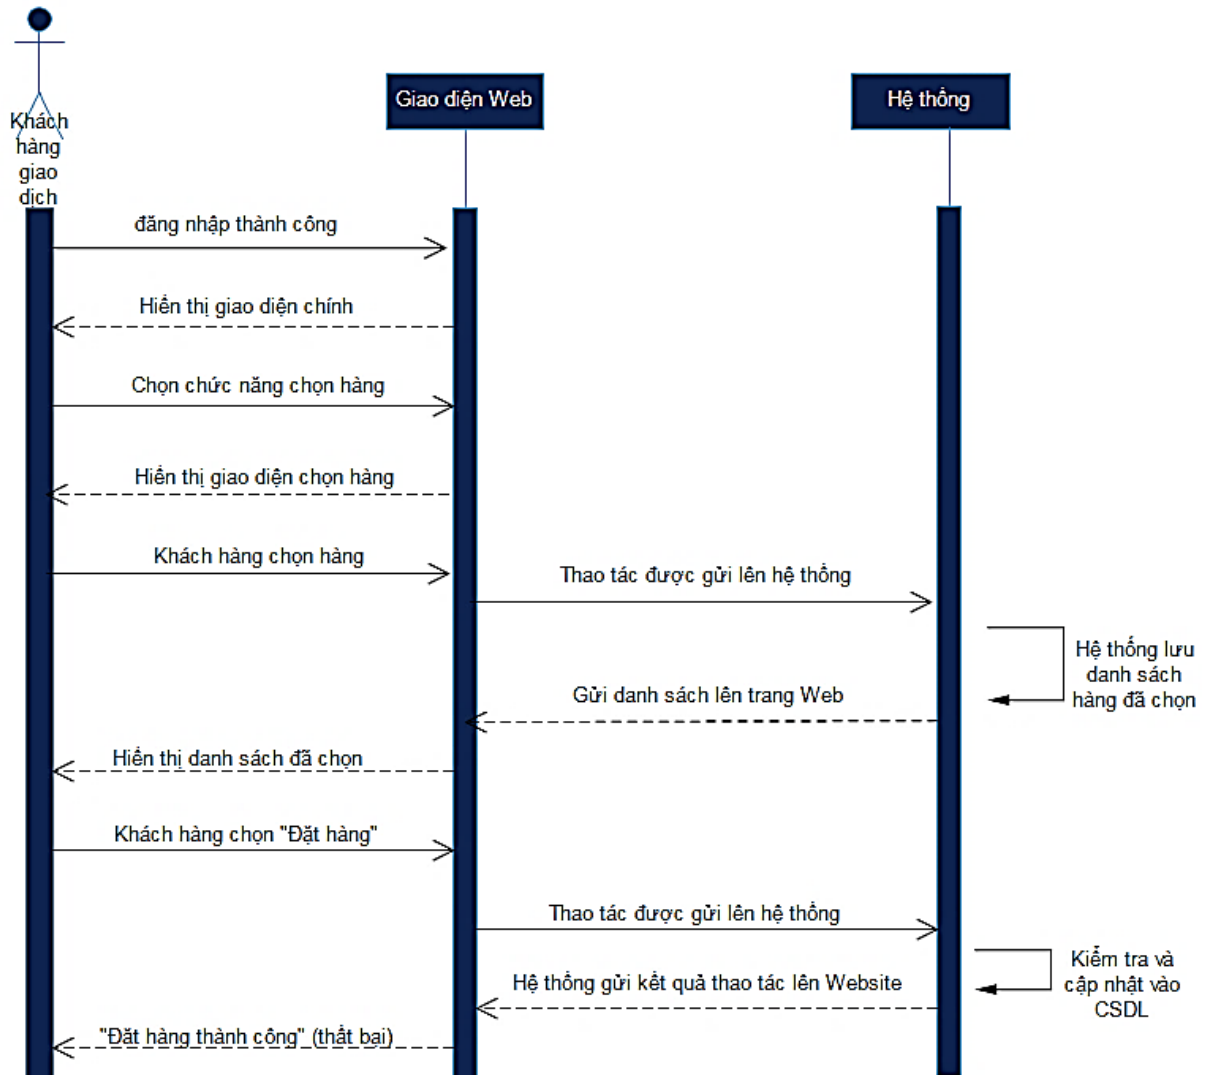 Khách
hàng
giao
dịch
Giao diện Web
Hệ thống
đăng nhập thành công
Hiển thị giao diện chính
Chọn chức năng chọn hàng
Hiển thị giao diện chọn hàng
Khách hàng chọn hàng
Thao tác được gửi lên hệ thống
Hệ thống lưu
danh sách
hàng đã chọn
Gửi danh sách lên trang Web
Hiển thị danh sách đã chọn
Khách hàng chọn "Đặt hàng"
Thao tác được gửi lên hệ thống
Kiểm tra và
cập nhật vào
CSDL
Hệ thống gửi kết quả thao tác lên Website
"Đăt hàng thành công" (thất bại)